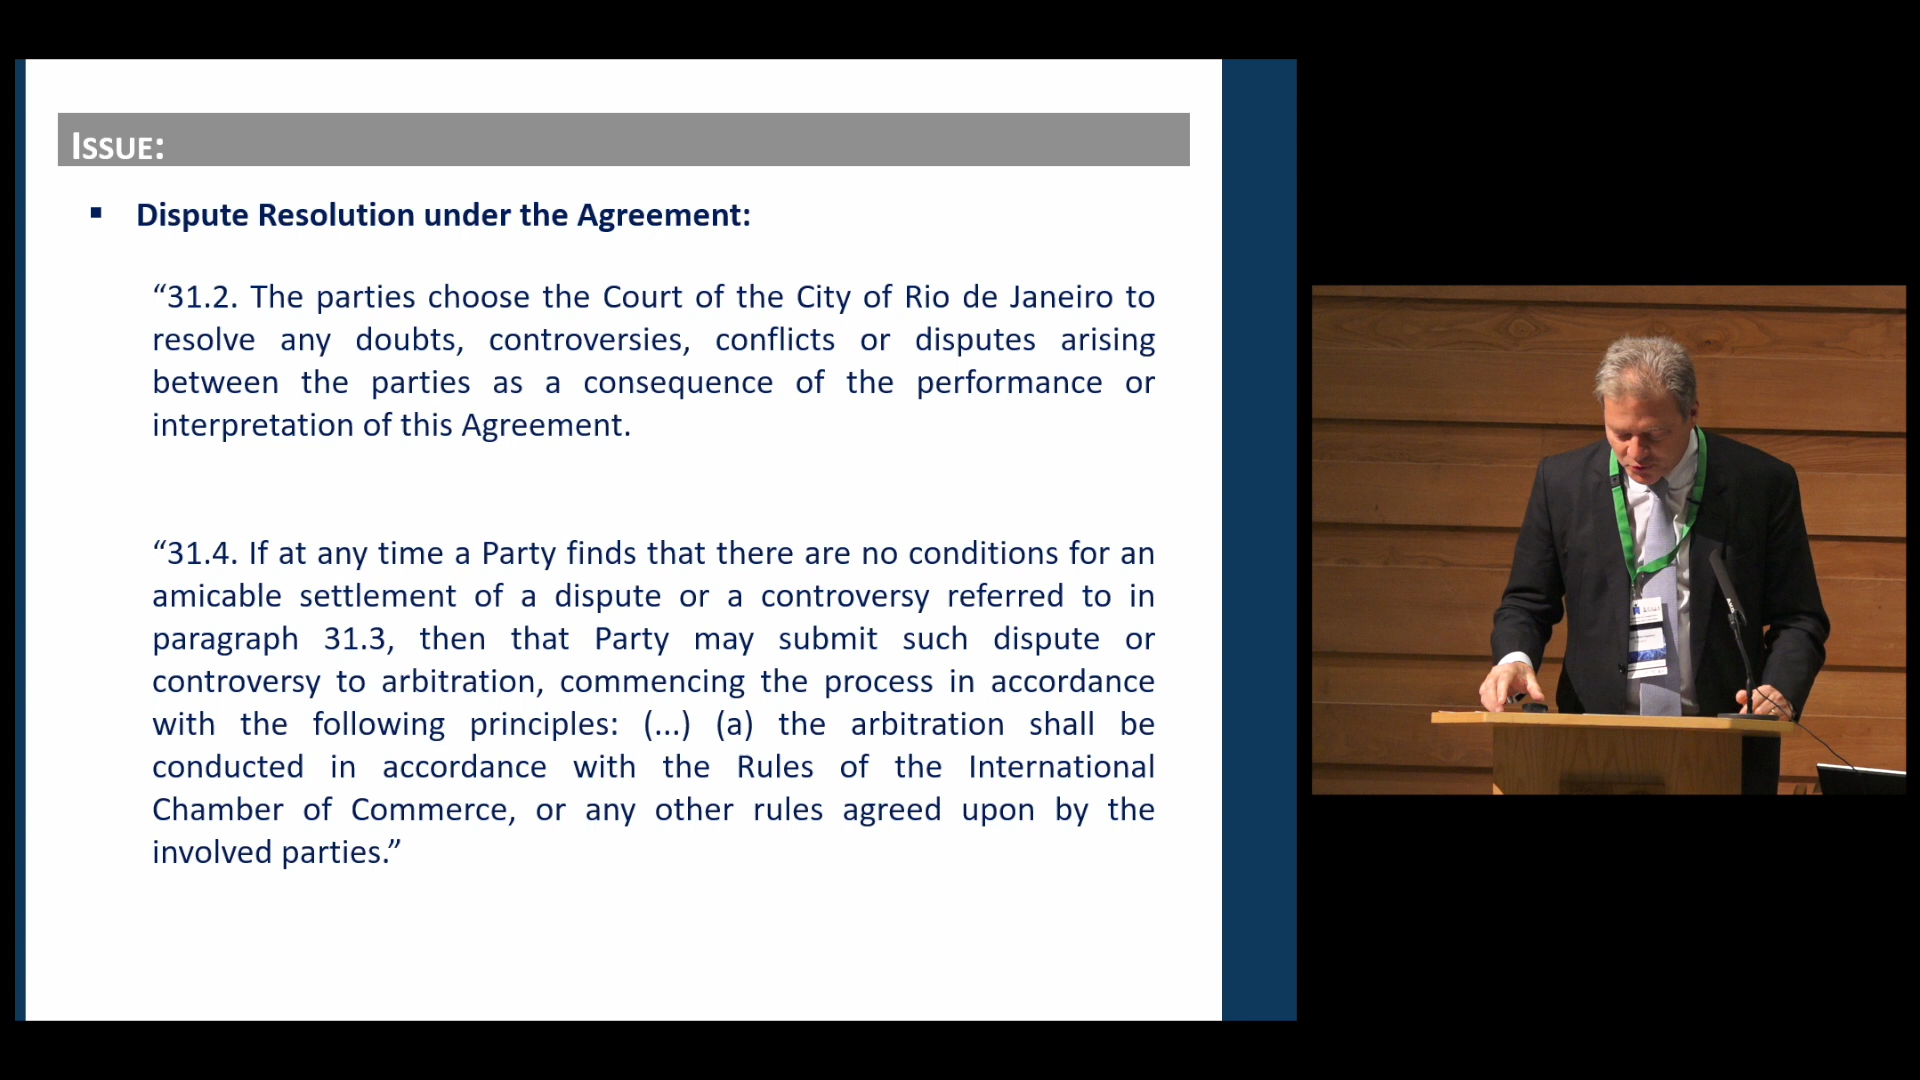 ISSUE:
▪ Dispute Resolution under the Agreement:
“31.2. The parties choose the Court of the City of Rio de Janeiro to
resolve any doubts, controversies, conflicts or disputes arising
between the parties as a consequence of the performance or
interpretation of this Agreement.
“31.4. If at any time a Party finds that there are no conditions for an
amicable settlement of a dispute or a controversy referred to in
paragraph 31.3, then that Party may submit such dispute or
controversy to arbitration, commencing the process in accordance
with the following principles: (...) (a) the arbitration shall be
conducted in accordance with the Rules of the International
Chamber of Commerce, or any other rules agreed upon by the
involved parties.”